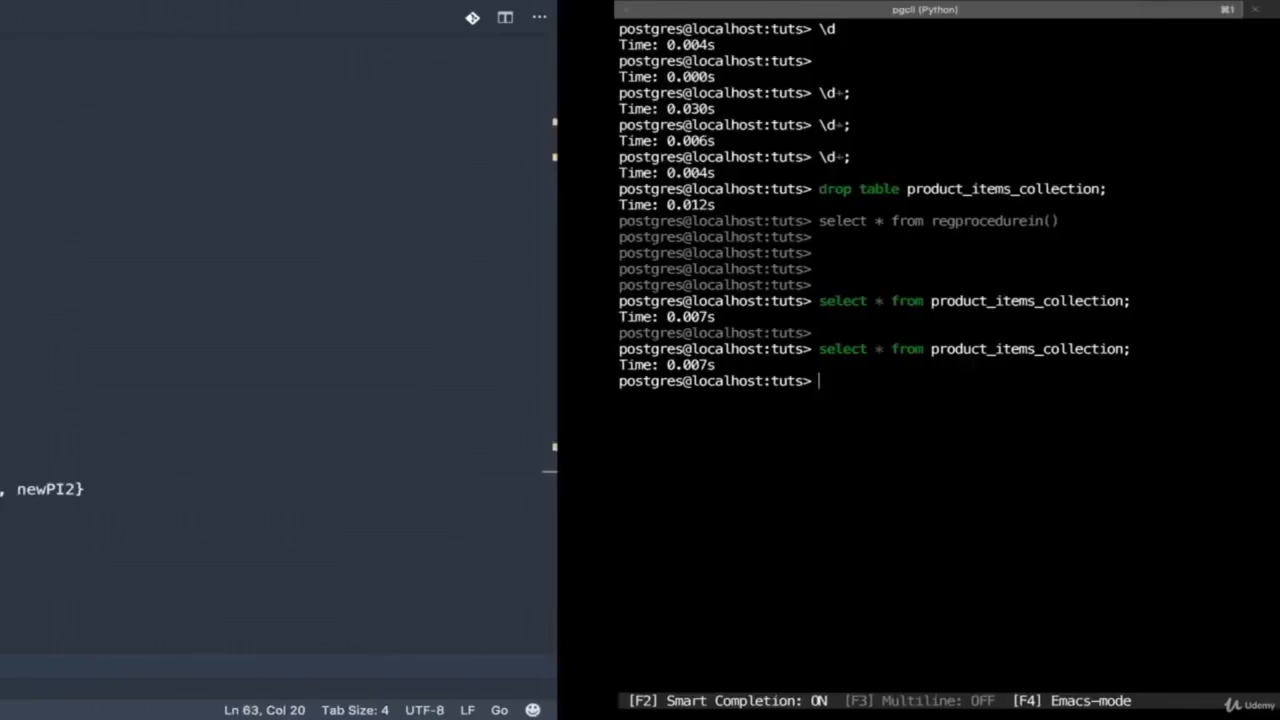 , newPI2}
Ln 63, Col 20 Tab Size: 4 UTF-8 LF Go
pgcli (Python) ⌘1
postgres@localhost:tuts> \d
Time: 0.004s
postgres@localhost:tuts>
Time: 0.000s
postgres@localhost:tuts> \d+;
Time: 0.030s
postgres@localhost:tuts> \d+;
Time: 0.006s
postgres@localhost:tuts> \d+;
Time: 0.004s
postgres@localhost:tuts> drop table product_items_collection;
Time: 0.012s
postgres@localhost:tuts> select * from regprocedurein()
postgres@localhost:tuts>
postgres@localhost:tuts>
postgres@localhost:tuts>
postgres@localhost:tuts>
postgres@localhost:tuts> select * from product_items_collection;
Time: 0.007s
postgres@localhost:tuts>
postgres@localhost:tuts> select * from product_items_collection;
Time: 0.007s
postgres@localhost:tuts>
[F2] Smart Completion: ON [F3] Multiline: OFF [F4] Emacs-mode
Udemy